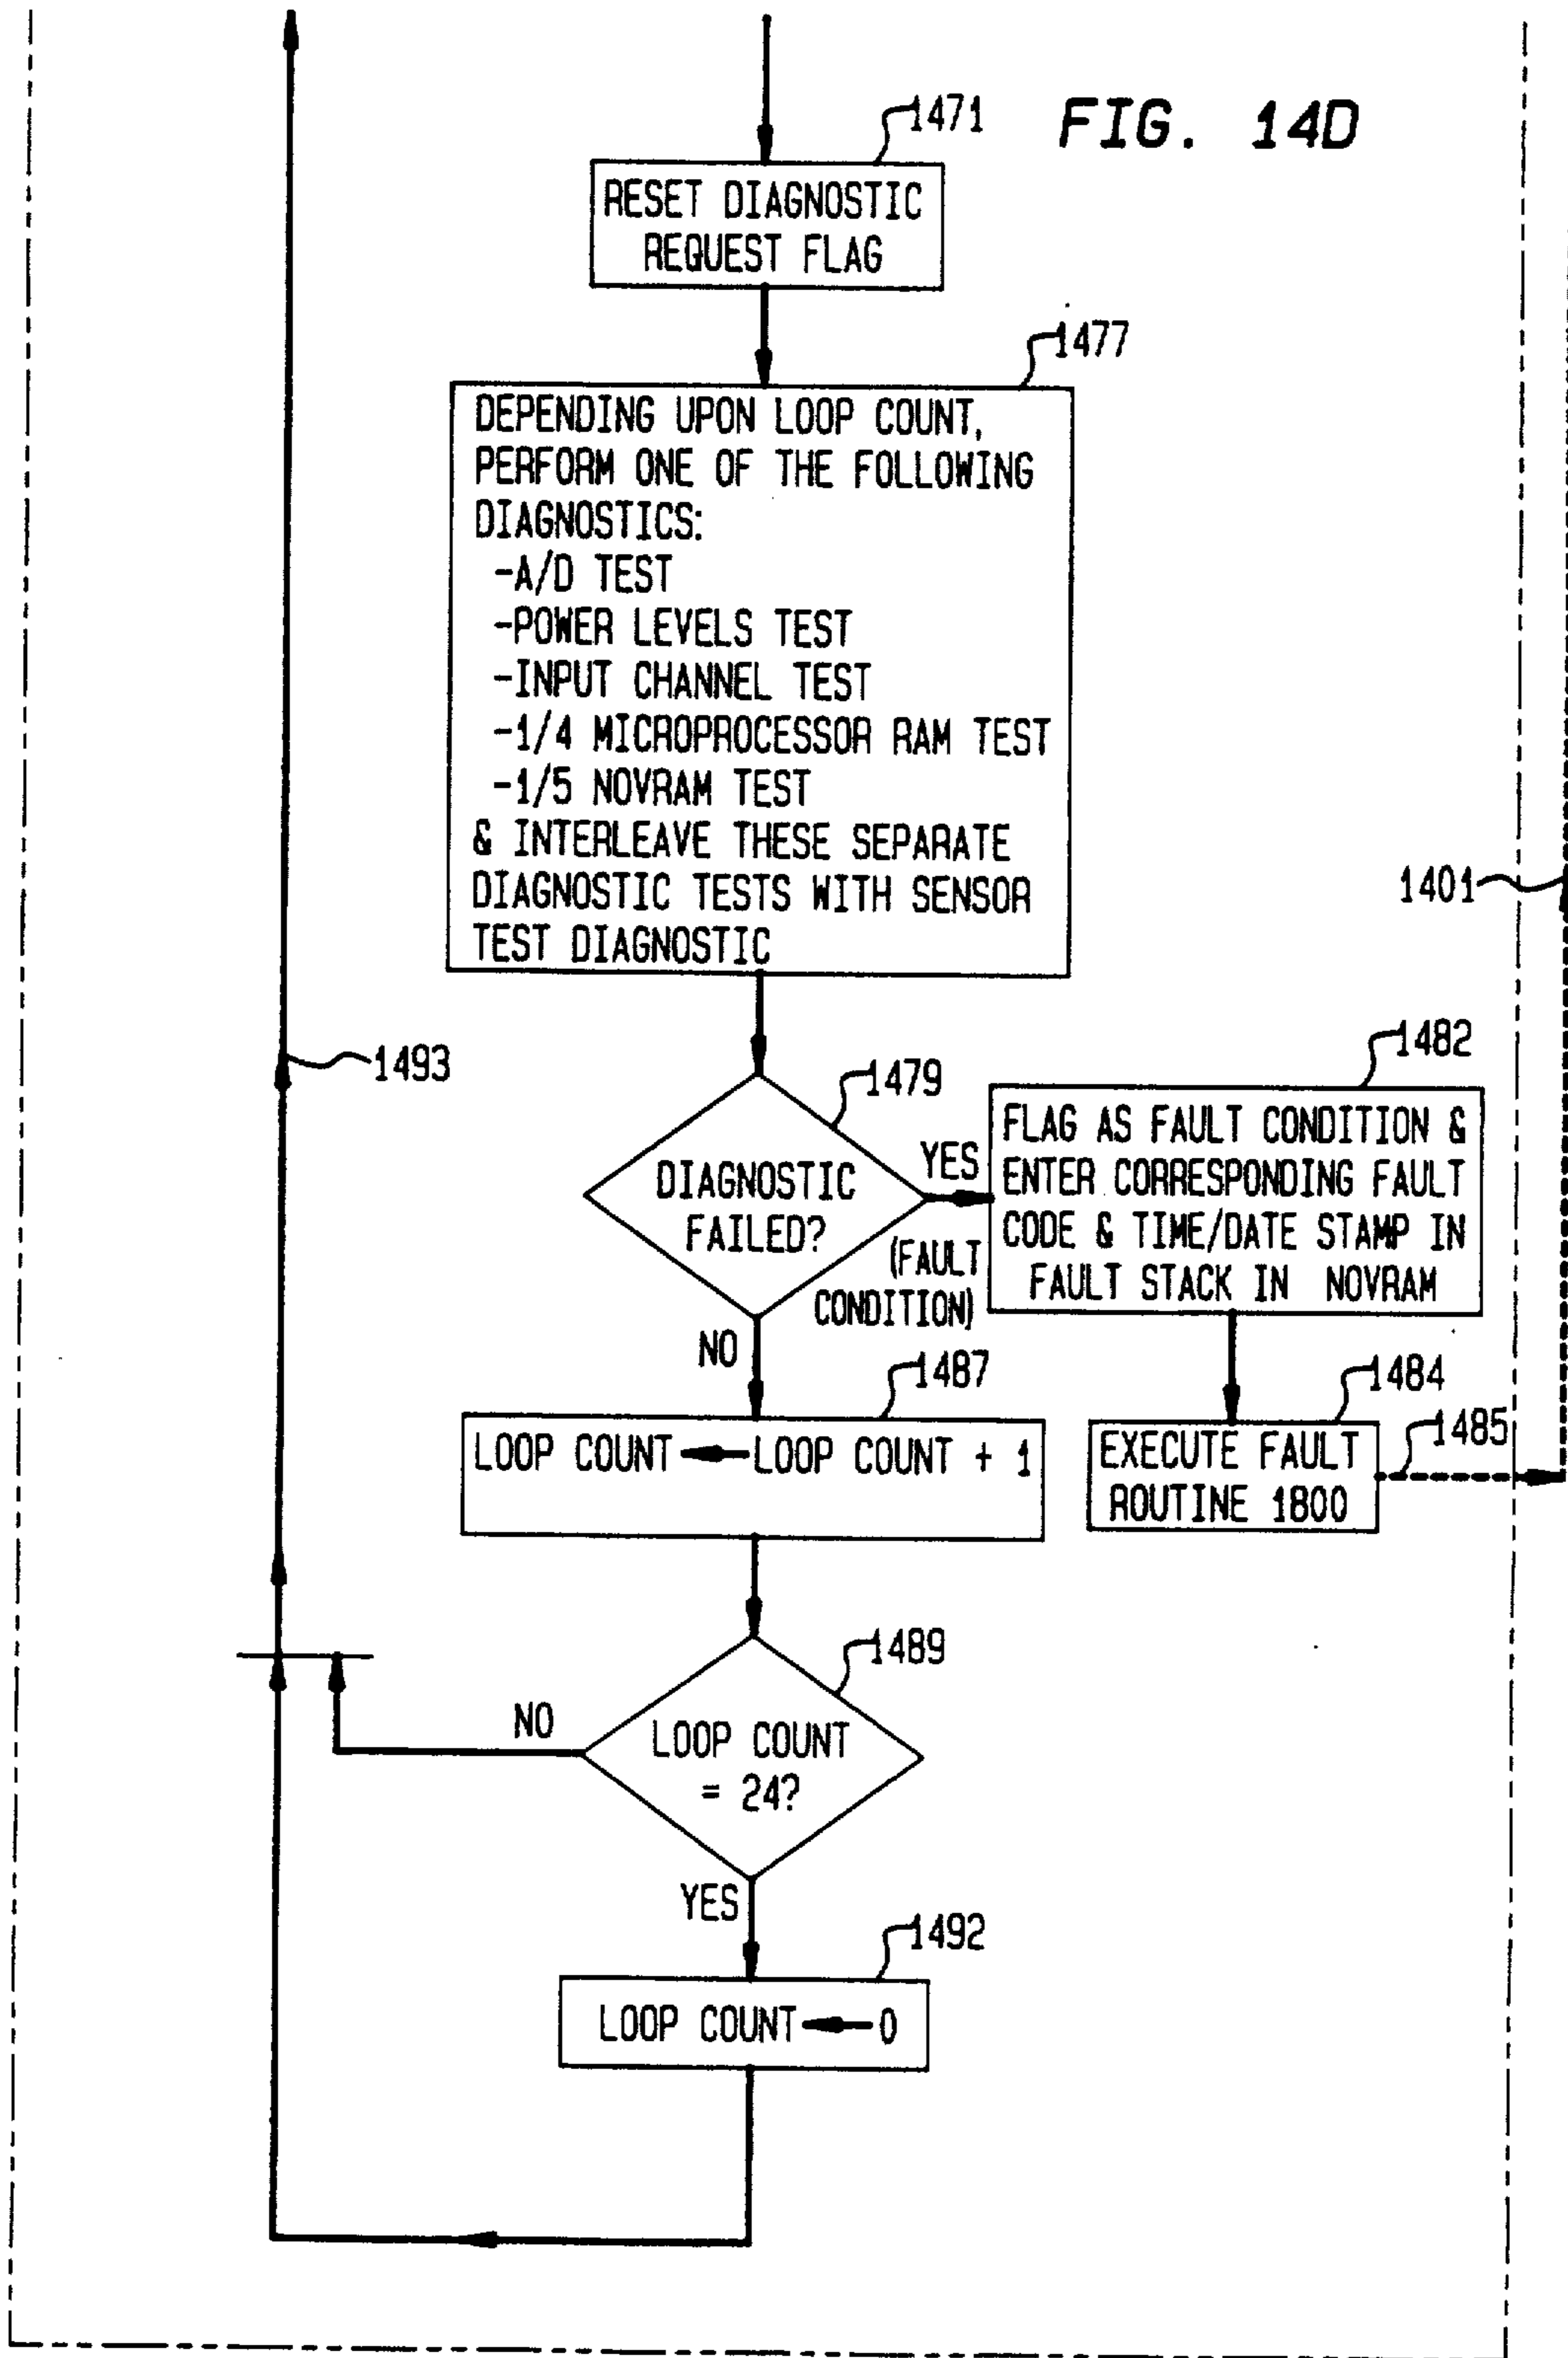 FIG. 14D
1471
RESET DIAGNOSTIC
REQUEST FLAG
1477
DEPENDING UPON LOOP COUNT,
PERFORM ONE OF THE FOLLOWING
DIAGNOSTICS:
-A/D TEST
-POWER LEVELS TEST
-INPUT CHANNEL TEST
-1/4 MICROPROCESSOR RAM TEST
-1/5 NOVRAM TEST
& INTERLEAVE THESE SEPARATE
DIAGNOSTIC TESTS WITH SENSOR
TEST DIAGNOSTIC
1401
1493
1479
DIAGNOSTIC
FAILED?
YES
(FAULT
CONDITION)
1482
FLAG AS FAULT CONDITION &
ENTER CORRESPONDING FAULT
CODE & TIME/DATE STAMP IN
FAULT STACK IN NOVRAM
NO
1487
LOOP COUNT ← LOOP COUNT + 1
1484
EXECUTE FAULT
ROUTINE 1800
1485
1489
LOOP COUNT
= 24?
NO
YES
1492
LOOP COUNT ← 0